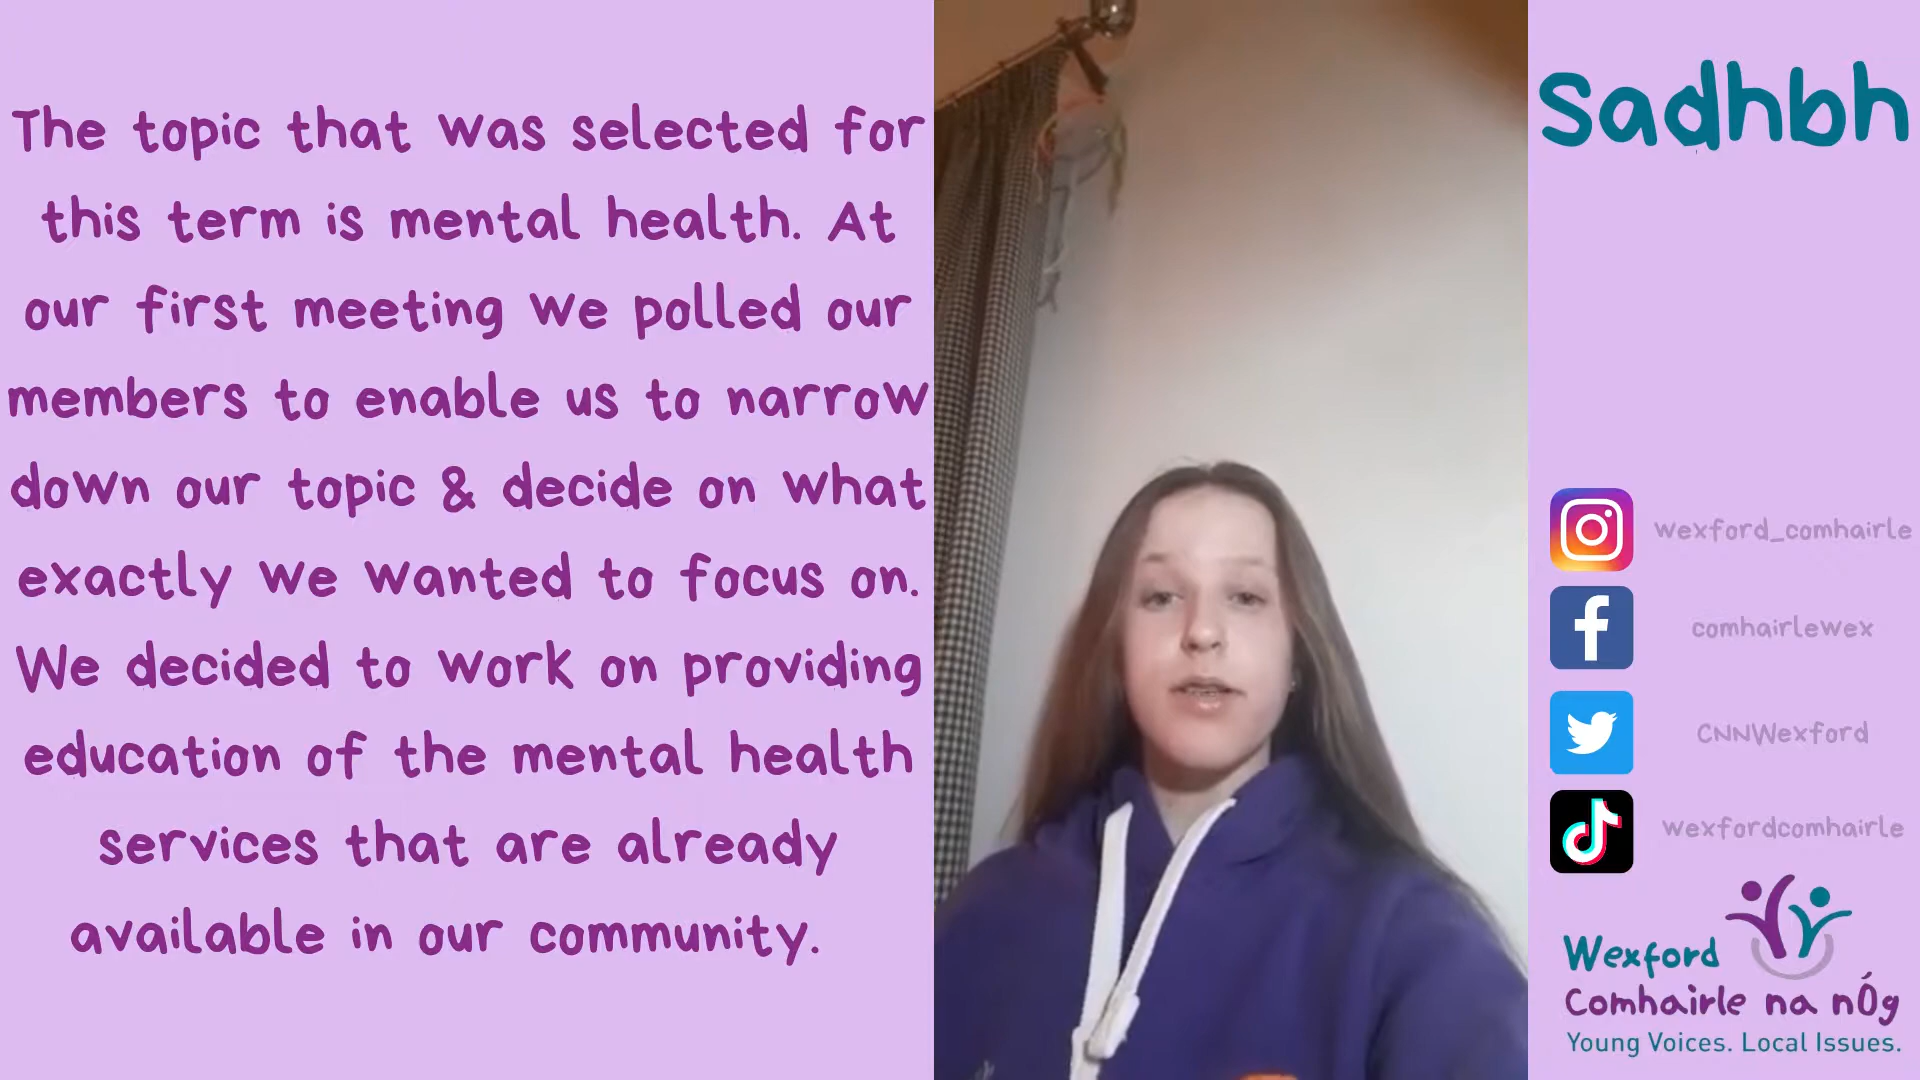 The topic that was selected for
this term is mental health. At
our first meeting we polled our
members to enable us to narrow
down our topic & decide on what
exactly we wanted to focus on.
We decided to work on providing
education of the mental health
services that are already
available in our community.
Sadhbh
wexford_comhairle
comhairlewex
CNNWexford
wexfordcomhairle
Wexford
Comhairle na nÓg
Young Voices. Local Issues.